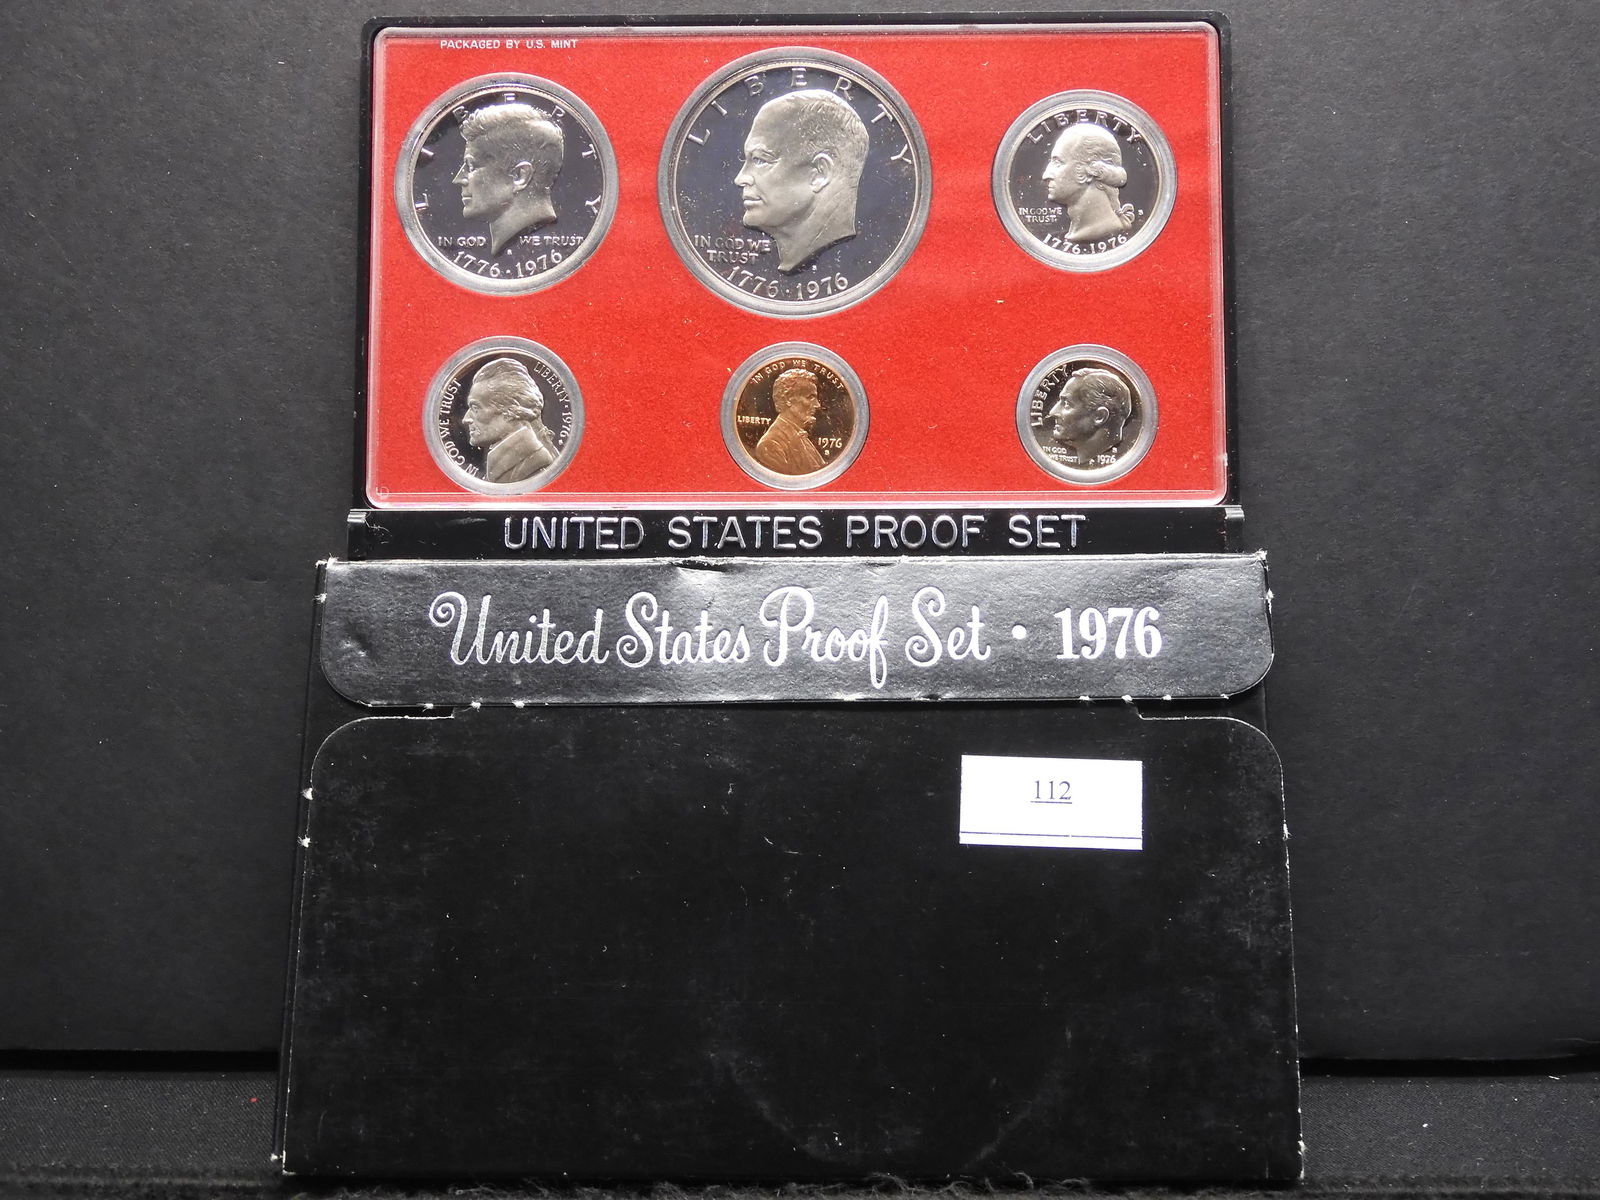 PACKAGED BY U.S. MINT
LIBERTY
IN GOD WE TRUST
S
1776·1976
LIBERTY
IN GOD WE
TRUST
S
1776·1976
LIBERTY
IN GOD WE
TRUST
S
1776·1976
IN GOD WE TRUST
LIBERTY·1976
IN GOD WE TRUST
LIBERTY
1976
S
LIBERTY
IN GOD
WE TRUST
S
1976
UNITED STATES PROOF SET
United States Proof Set · 1976
112